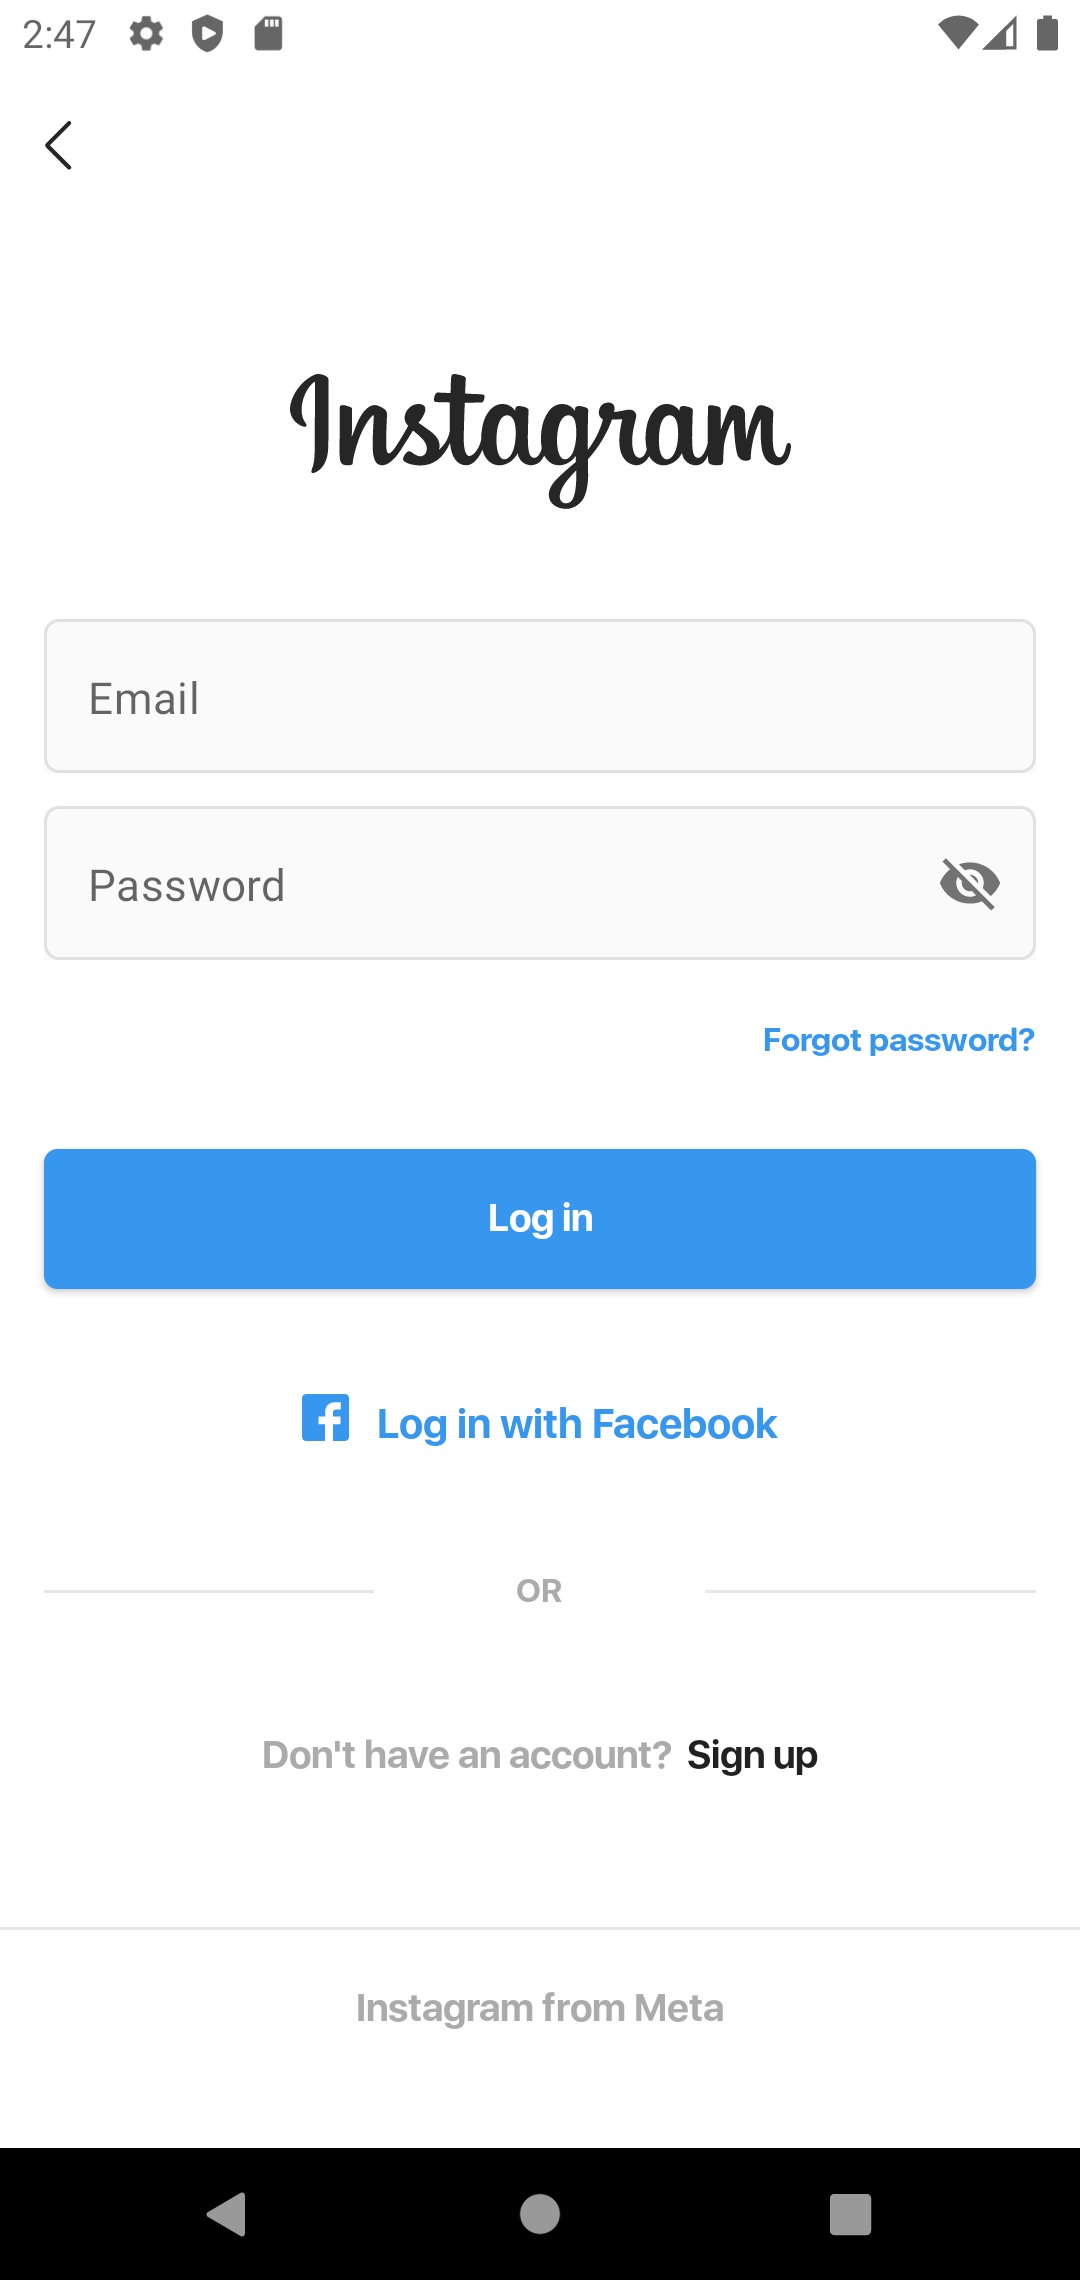 2:47
Instagram
Email
Password
Forgot password?
Log in
Log in with Facebook
OR
Don't have an account? Sign up
Instagram from Meta